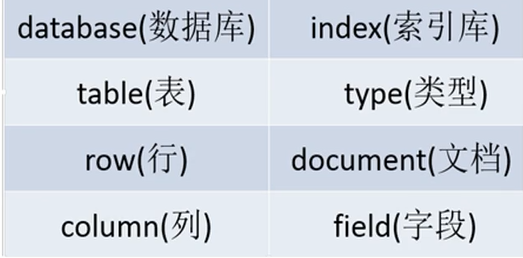 database(数据库) index(索引库)
table(表) type(类型)
row(行) document(文档)
column(列) field(字段)